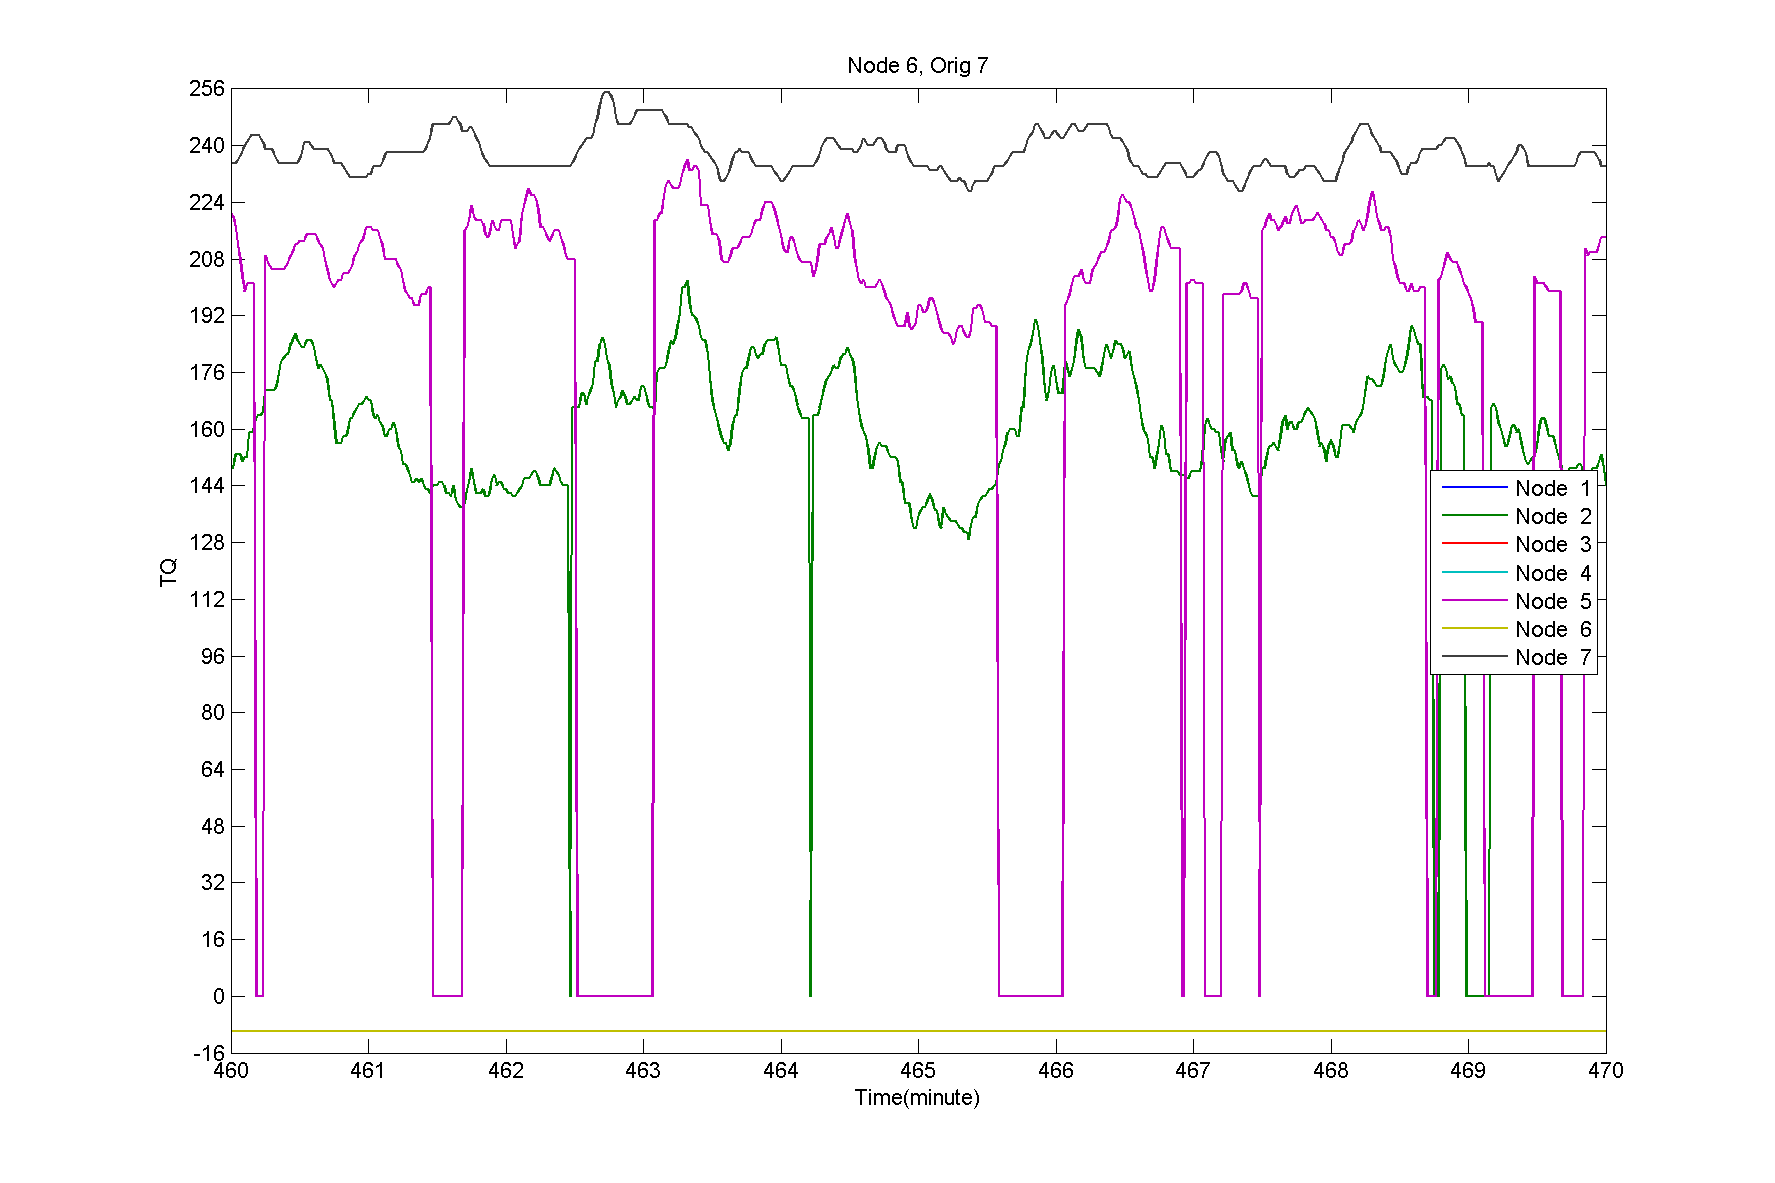 Node 6, Orig 7
256
240
224
208
192
176
160
144
128
112
96
80
64
48
32
16
0
-16
TQ
Node 1
Node 2
Node 3
Node 4
Node 5
Node 6
Node 7
460 461 462 463 464 465 466 467 468 469 470
Time(minute)